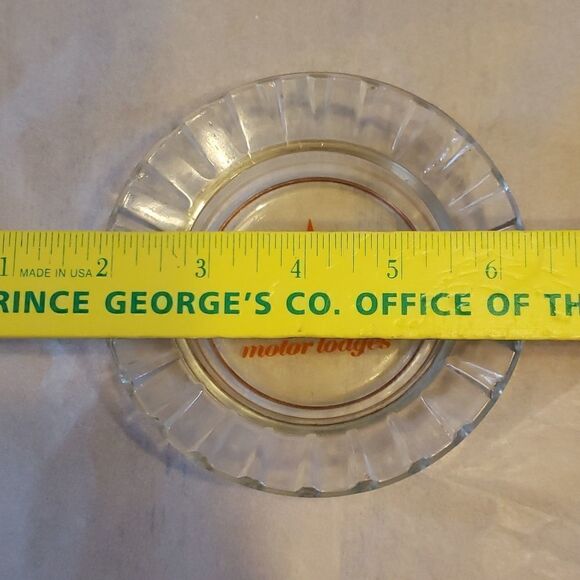 1 MADE IN USA 2 3 4 5 6
RINCE GEORGE'S CO. OFFICE OF TH
motor lodges